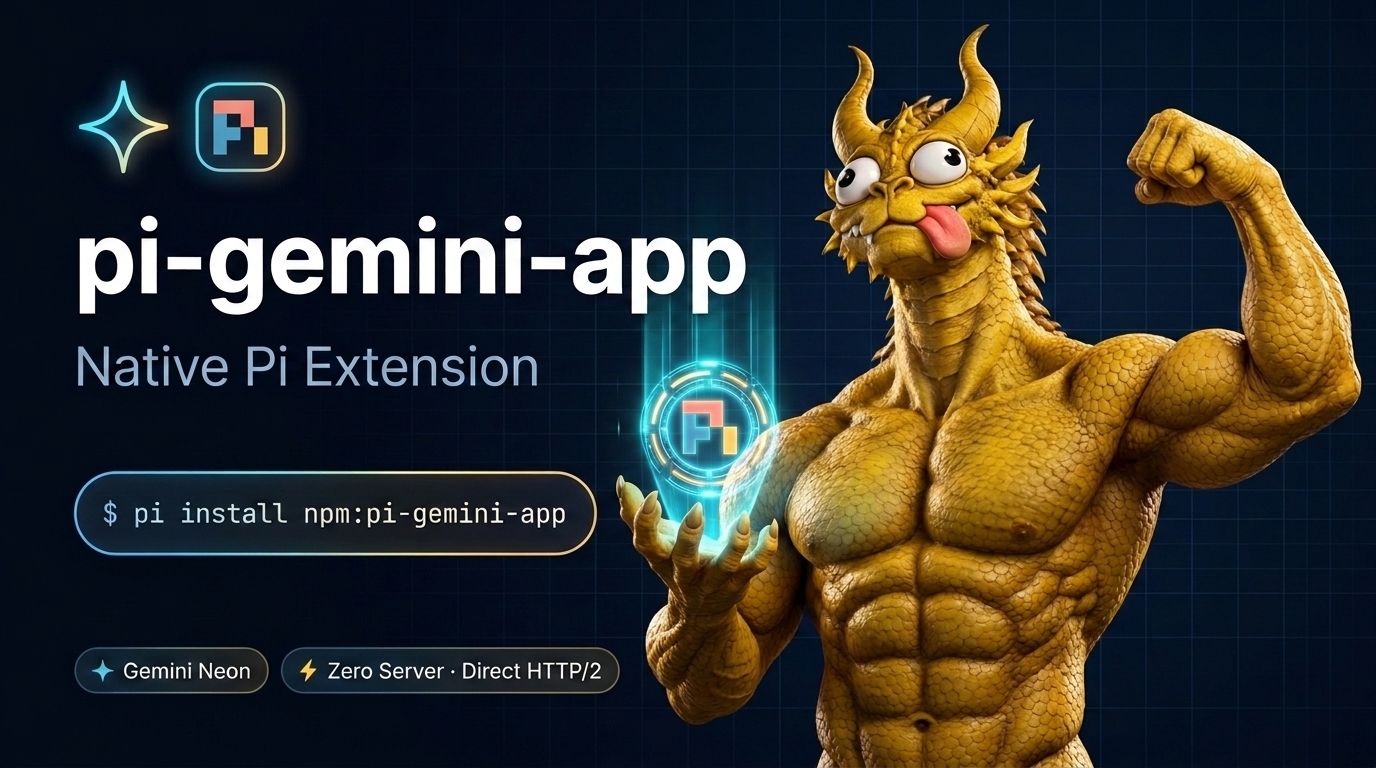 pi-gemini-app
Native Pi Extension
$ pi install npm:pi-gemini-app
Gemini Neon
Zero Server · Direct HTTP/2